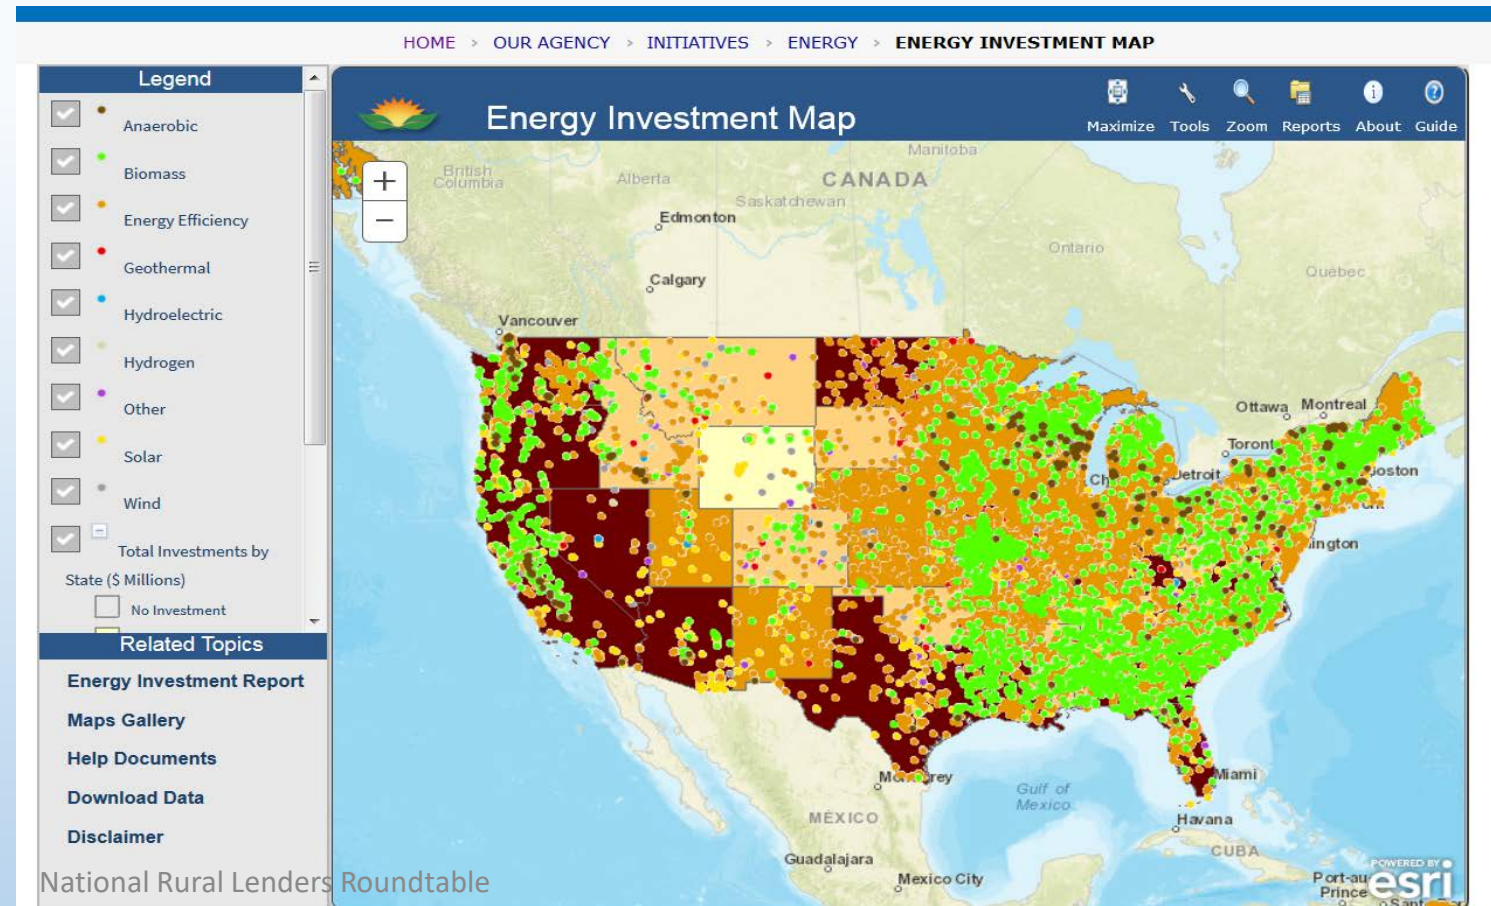 HOME > OUR AGENCY > INITIATIVES > ENERGY > ENERGY INVESTMENT MAP
Legend
Anaerobic
Biomass
Energy Efficiency
Geothermal
Hydroelectric
Hydrogen
Other
Solar
Wind
Total Investments by
State ($ Millions)
No Investment
Related Topics
Energy Investment Report
Maps Gallery
Help Documents
Download Data
Disclaimer
National Rural Lenders Roundtable
Energy Investment Map
Maximize Tools Zoom Reports About Guide
+
−
British
Columbia
Alberta
Saskatchewan
Manitoba
CANADA
Edmonton
Ontario
Québec
Calgary
Vancouver
Ottawa
Montreal
Toront
Detroit
Ch
oston
ington
Miami
Gulf of
Mexico
MÉXICO
Havana
CUBA
Guadalajara
Mexico City
Port-au-
Prince
POWERED BY
esri